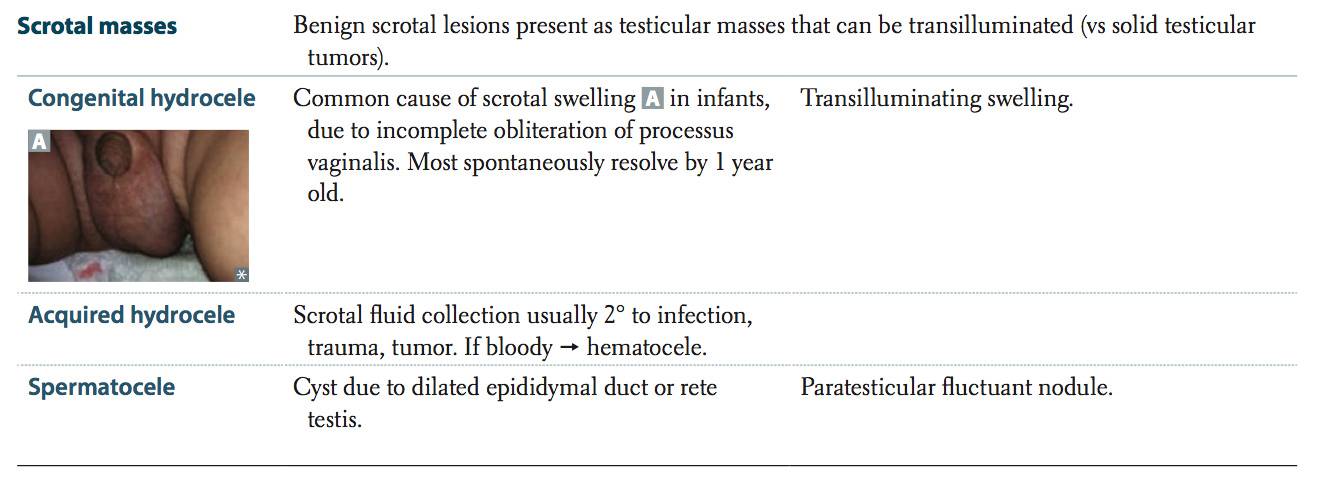 Scrotal masses
Benign scrotal lesions present as testicular masses that can be transilluminated (vs solid testicular
tumors).
Congenital hydrocele
A
*
Common cause of scrotal swelling A in infants,
due to incomplete obliteration of processus
vaginalis. Most spontaneously resolve by 1 year
old.
Transilluminating swelling.
Acquired hydrocele
Scrotal fluid collection usually 2° to infection,
trauma, tumor. If bloody → hematocele.
Spermatocele
Cyst due to dilated epididymal duct or rete
testis.
Paratesticular fluctuant nodule.